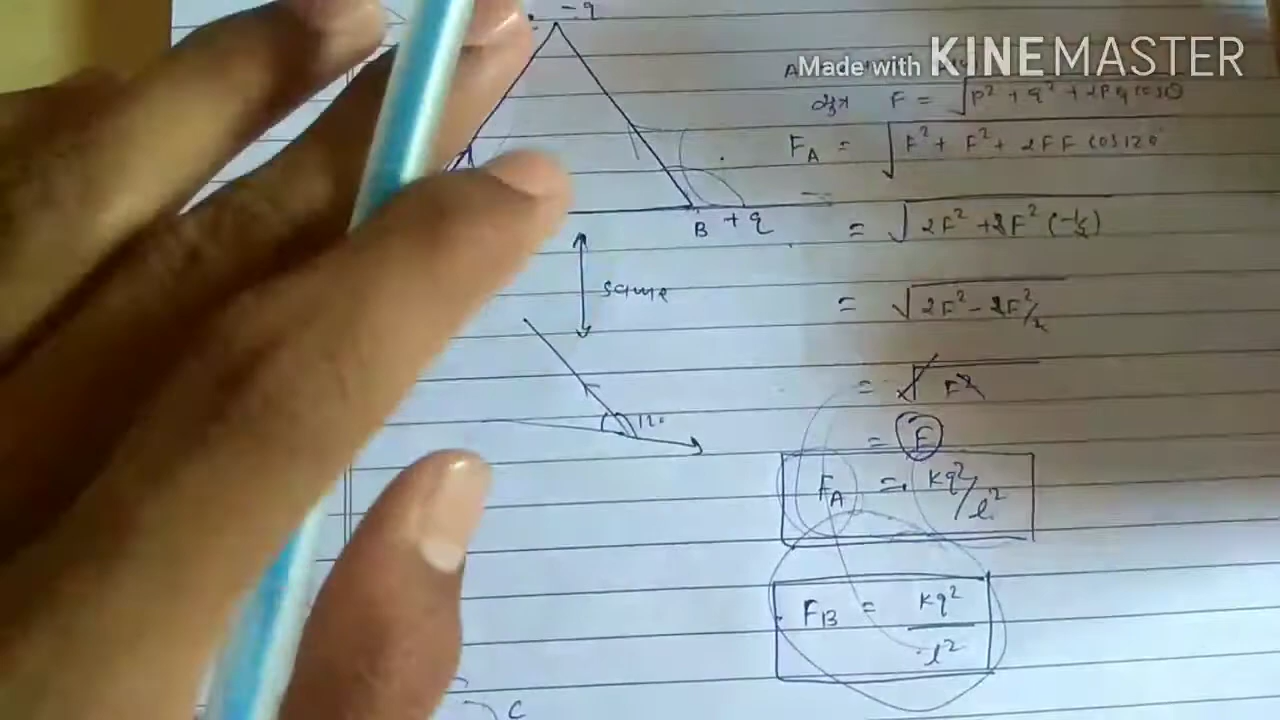 -q
Made with KINEMASTER
F = √p² + q² + 2pq cosθ
F_A = √F² + F² + 2FF cos120°
B +q
= √2F² + 2F² (-½)
same
= √2F² - 2F²/2
= √F²
120
= F
F_A = kq²/l²
F_B = kq²/l²
C